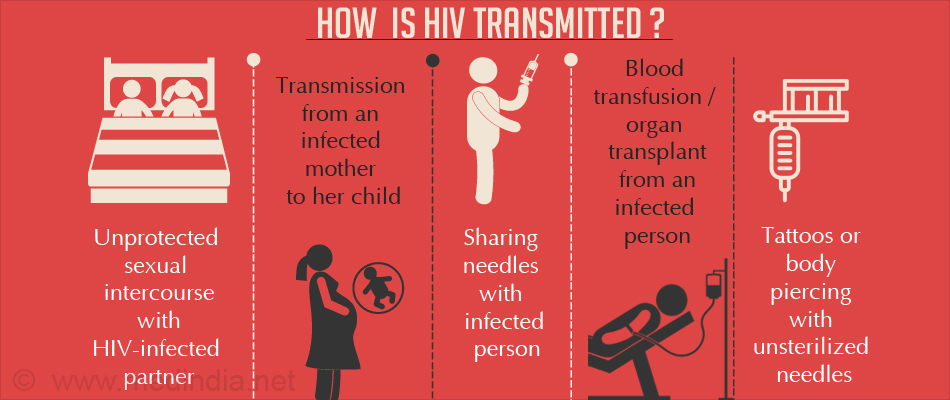 HOW IS HIV TRANSMITTED ?
Unprotected
sexual
intercourse
with
HIV-infected
partner
Transmission
from an
infected
mother
to her child
Sharing
needles
with
infected
person
Blood
transfusion /
organ
transplant
from an
infected
person
Tattoos or
body
piercing
with
unsterilized
needles
© www.medindia.net